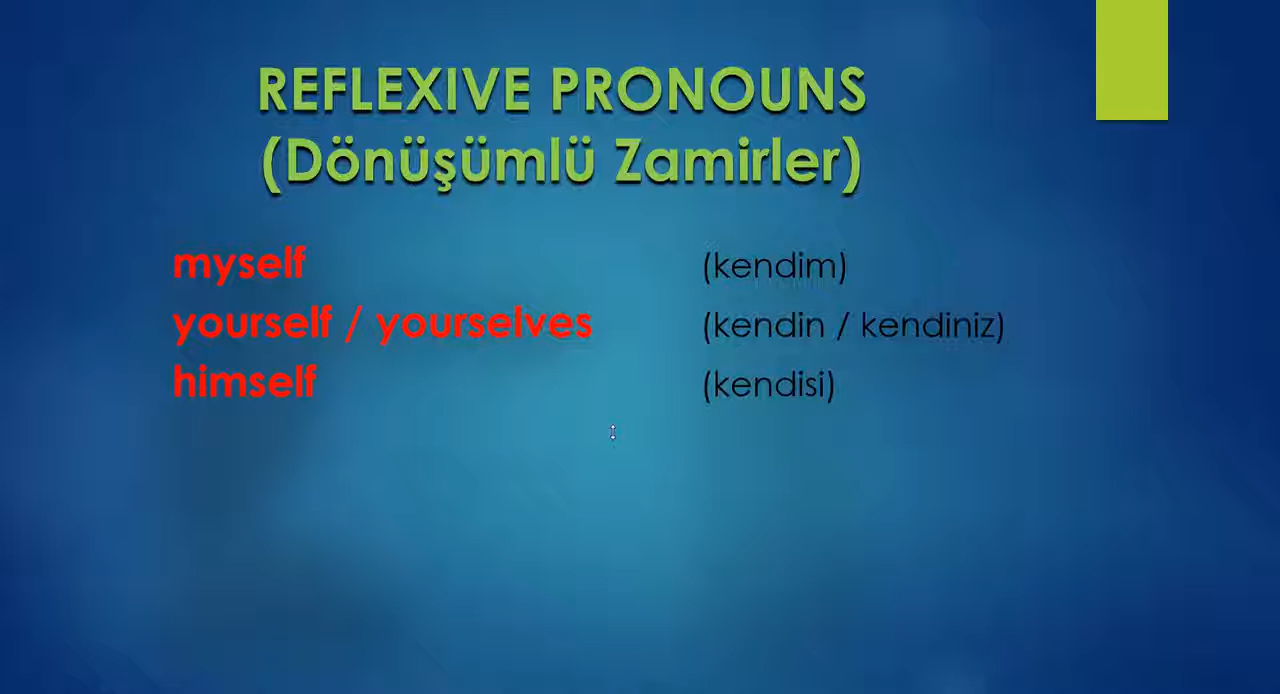 REFLEXIVE PRONOUNS
(Dönüşümlü Zamirler)
myself (kendim)
yourself / yourselves (kendin / kendiniz)
himself (kendisi)